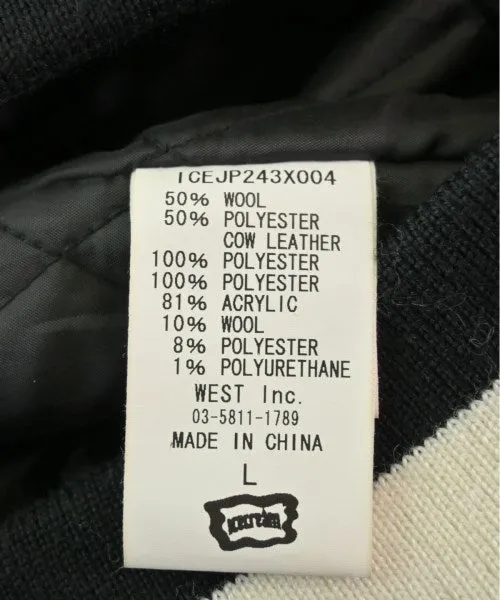 ICEJP243X004
50% WOOL
50% POLYESTER
COW LEATHER
100% POLYESTER
100% POLYESTER
81% ACRYLIC
10% WOOL
8% POLYESTER
1% POLYURETHANE
WEST Inc.
03-5811-1789
MADE IN CHINA
L
icecream